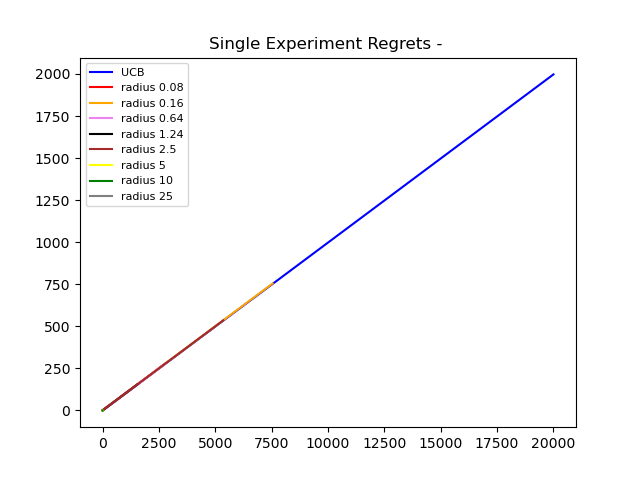 Single Experiment Regrets -
UCB
radius 0.08
radius 0.16
radius 0.64
radius 1.24
radius 2.5
radius 5
radius 10
radius 25
2000
1750
1500
1250
1000
750
500
250
0
0 2500 5000 7500 10000 12500 15000 17500 20000